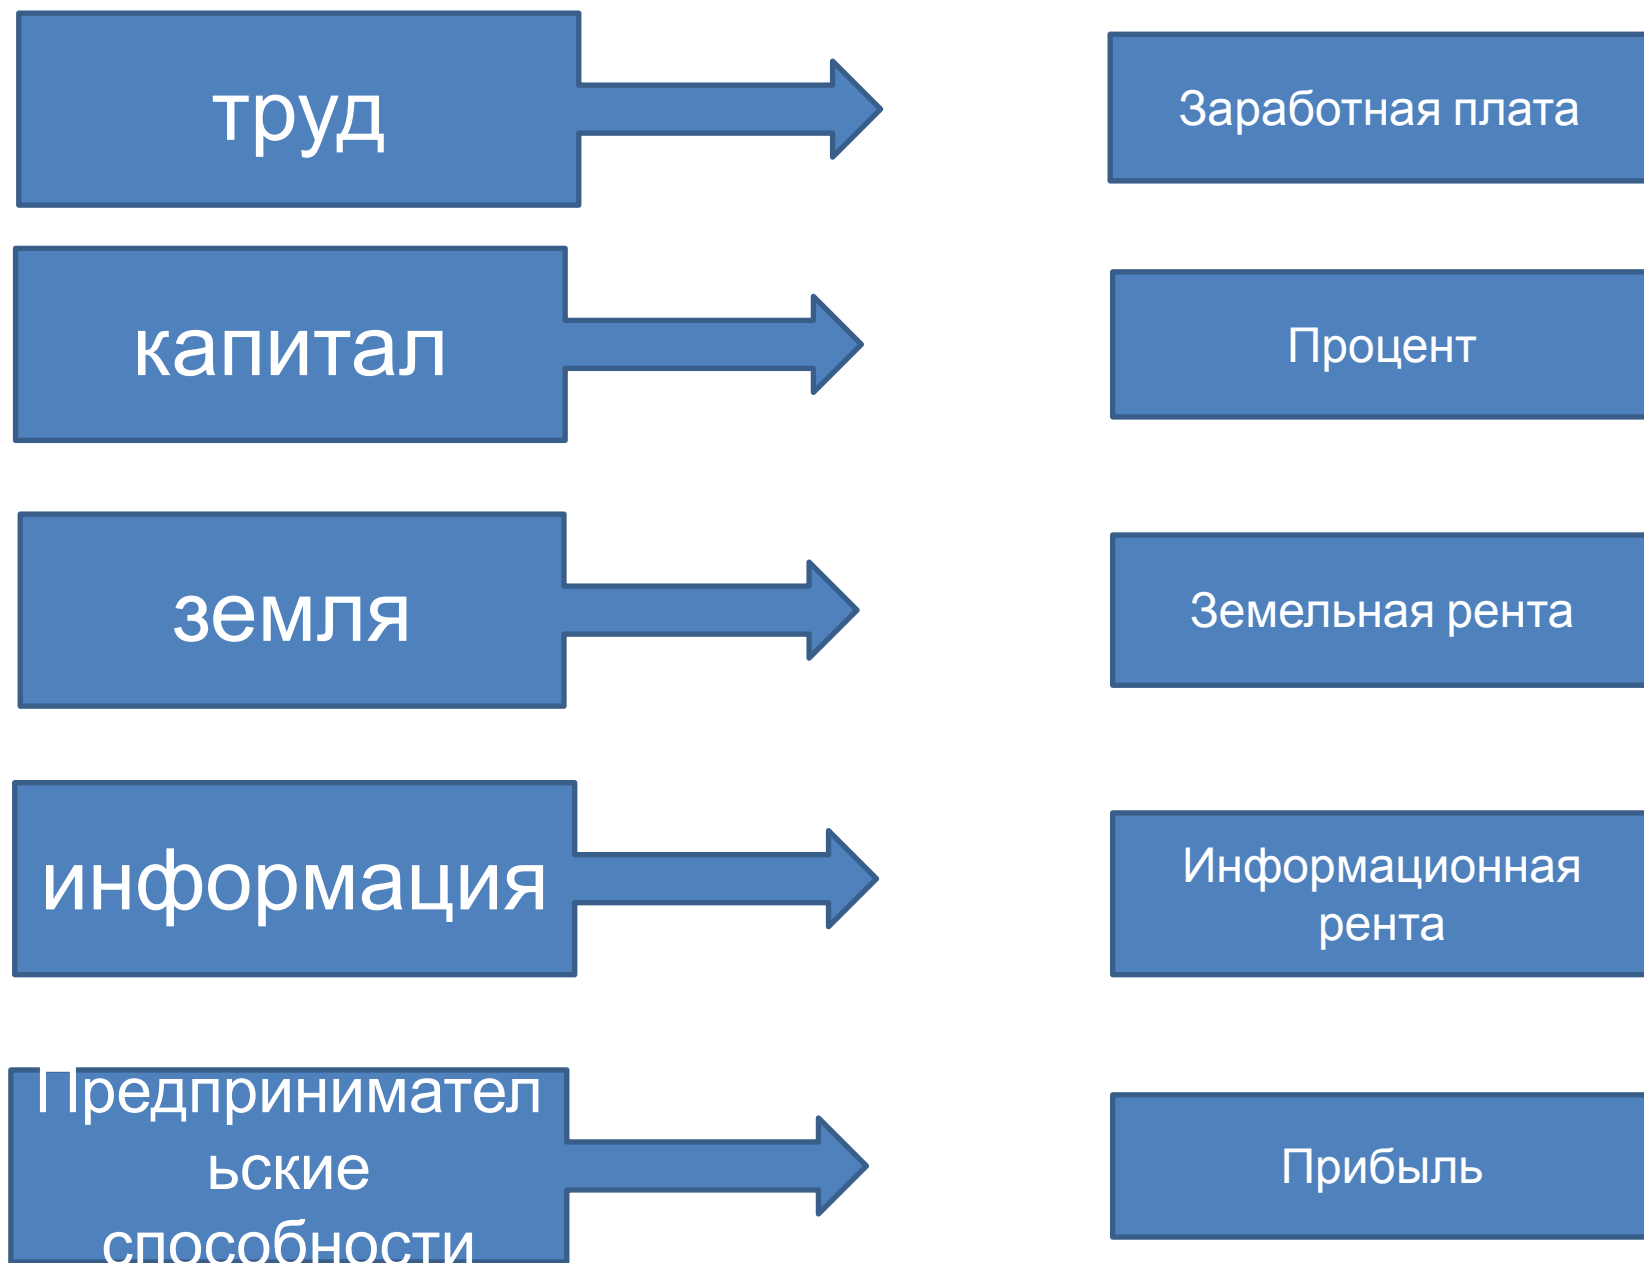 труд
Заработная плата
капитал
Процент
земля
Земельная рента
информация
Информационная
рента
Предпринимател
ьские
способности
Прибыль